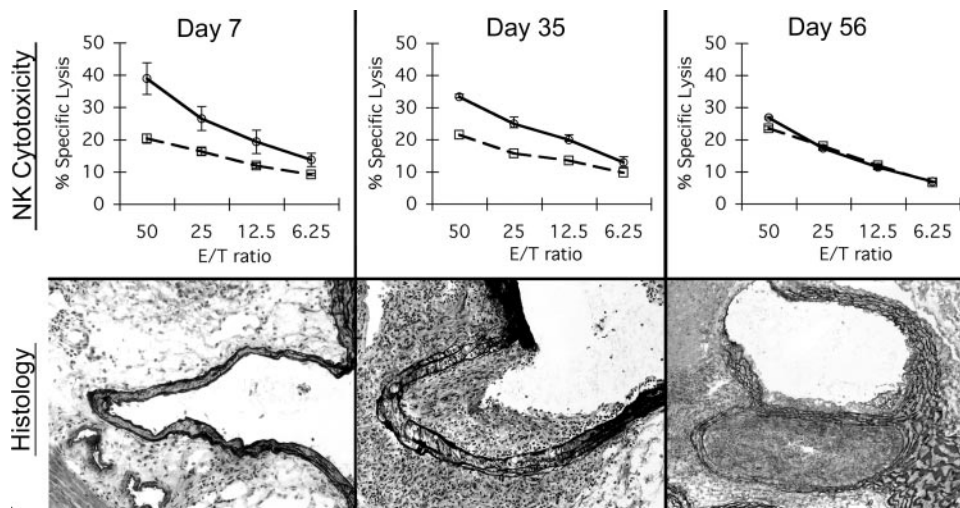 Day 7
Day 35
Day 56
NK Cytotoxicity
% Specific Lysis
50
40
30
20
10
0
50 25 12.5 6.25
E/T ratio
% Specific Lysis
50
40
30
20
10
0
50 25 12.5 6.25
E/T ratio
% Specific Lysis
50
40
30
20
10
0
50 25 12.5 6.25
E/T ratio
Histology